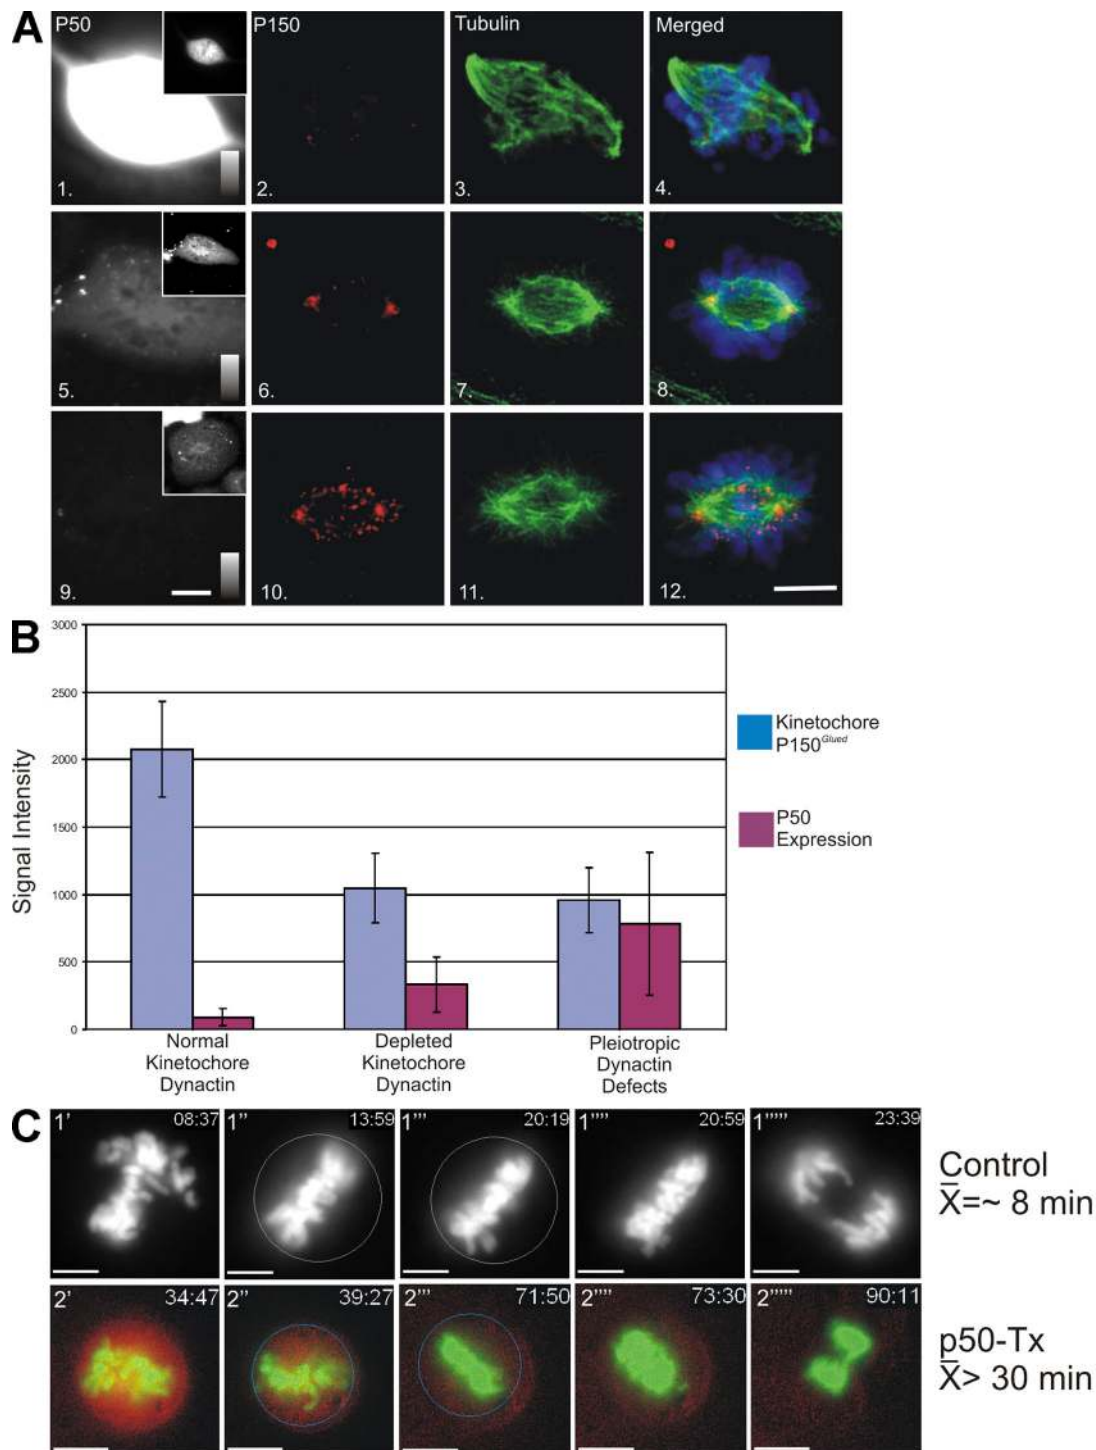 A
P50
P150
Tubulin
Merged
1.
2.
3.
4.
5.
6.
7.
8.
9.
10.
11.
12.
B
3000
2500
2000
1500
1000
500
0
Signal Intensity
Normal
Kinetochore
Dynactin
Depleted
Kinetochore
Dynactin
Pleiotropic
Dynactin
Defects
Kinetochore
P150Glued
P50
Expression
C
1' 08:37
1'' 13:59
1''' 20:19
1'''' 20:59
1''''' 23:39
Control
X̄=~ 8 min
2' 34:47
2'' 39:27
2''' 71:50
2'''' 73:30
2''''' 90:11
p50-Tx
X̄> 30 min